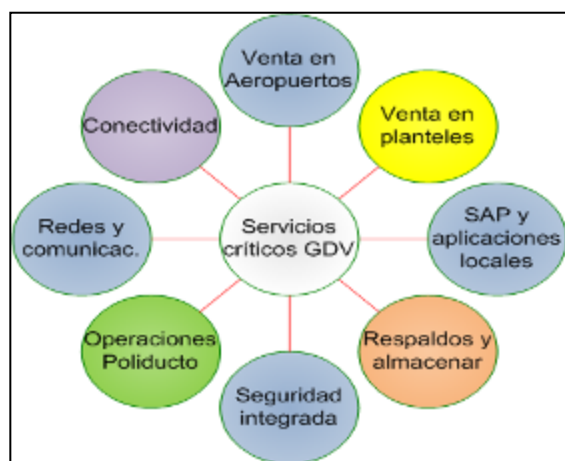 Venta en
Aeropuertos
Venta en
planteles
SAP y
aplicaciones
locales
Respaldos y
almacenar
Seguridad
integrada
Operaciones
Poliducto
Redes y
comunicac.
Conectividad
Servicios
críticos GDV